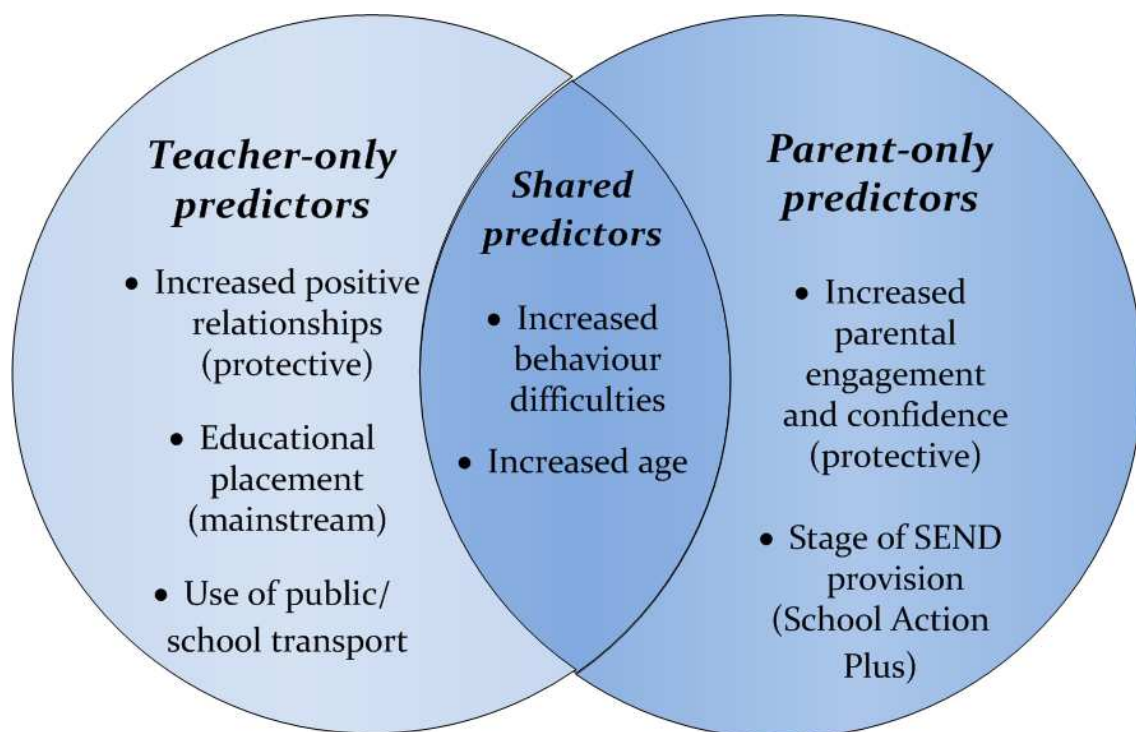 Teacher-only
predictors
• Increased positive
relationships
(protective)
• Educational
placement
(mainstream)
• Use of public/
school transport
Shared
predictors
• Increased
behaviour
difficulties
• Increased age
Parent-only
predictors
• Increased
parental
engagement
and confidence
(protective)
• Stage of SEND
provision
(School Action
Plus)